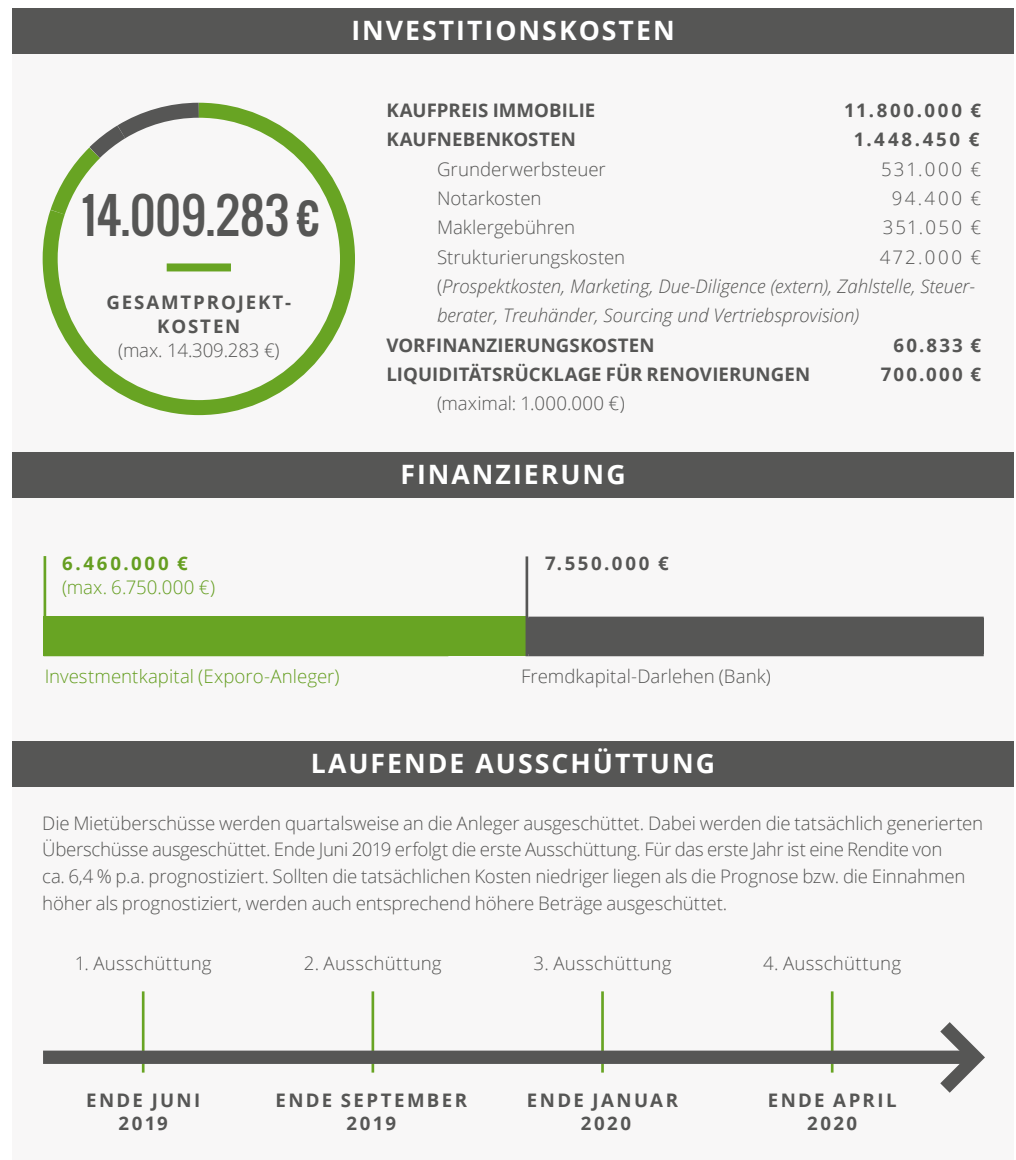 INVESTITIONSKOSTEN
14.009.283 €
GESAMTPROJEKT-
KOSTEN
(max. 14.309.283 €)
KAUFPREIS IMMOBILIE 11.800.000 €
KAUFNEBENKOSTEN 1.448.450 €
Grunderwerbsteuer 531.000 €
Notarkosten 94.400 €
Maklergebühren 351.050 €
Strukturierungskosten 472.000 €
(Prospektkosten, Marketing, Due-Diligence (extern), Zahlstelle, Steuer-
berater, Treuhänder, Sourcing und Vertriebsprovision)
VORFINANZIERUNGSKOSTEN 60.833 €
LIQUIDITÄTSRÜCKLAGE FÜR RENOVIERUNGEN 700.000 €
(maximal: 1.000.000 €)
FINANZIERUNG
6.460.000 € 7.550.000 €
(max. 6.750.000 €)
Investmentkapital (Exporo-Anleger) Fremdkapital-Darlehen (Bank)
LAUFENDE AUSSCHÜTTUNG
Die Mietüberschüsse werden quartalsweise an die Anleger ausgeschüttet. Dabei werden die tatsächlich generierten
Überschüsse ausgeschüttet. Ende Juni 2019 erfolgt die erste Ausschüttung. Für das erste Jahr ist eine Rendite von
ca. 6,4 % p.a. prognostiziert. Sollten die tatsächlichen Kosten niedriger liegen als die Prognose bzw. die Einnahmen
höher als prognostiziert, werden auch entsprechend höhere Beträge ausgeschüttet.
1. Ausschüttung 2. Ausschüttung 3. Ausschüttung 4. Ausschüttung
ENDE JUNI ENDE SEPTEMBER ENDE JANUAR ENDE APRIL
2019 2019 2020 2020